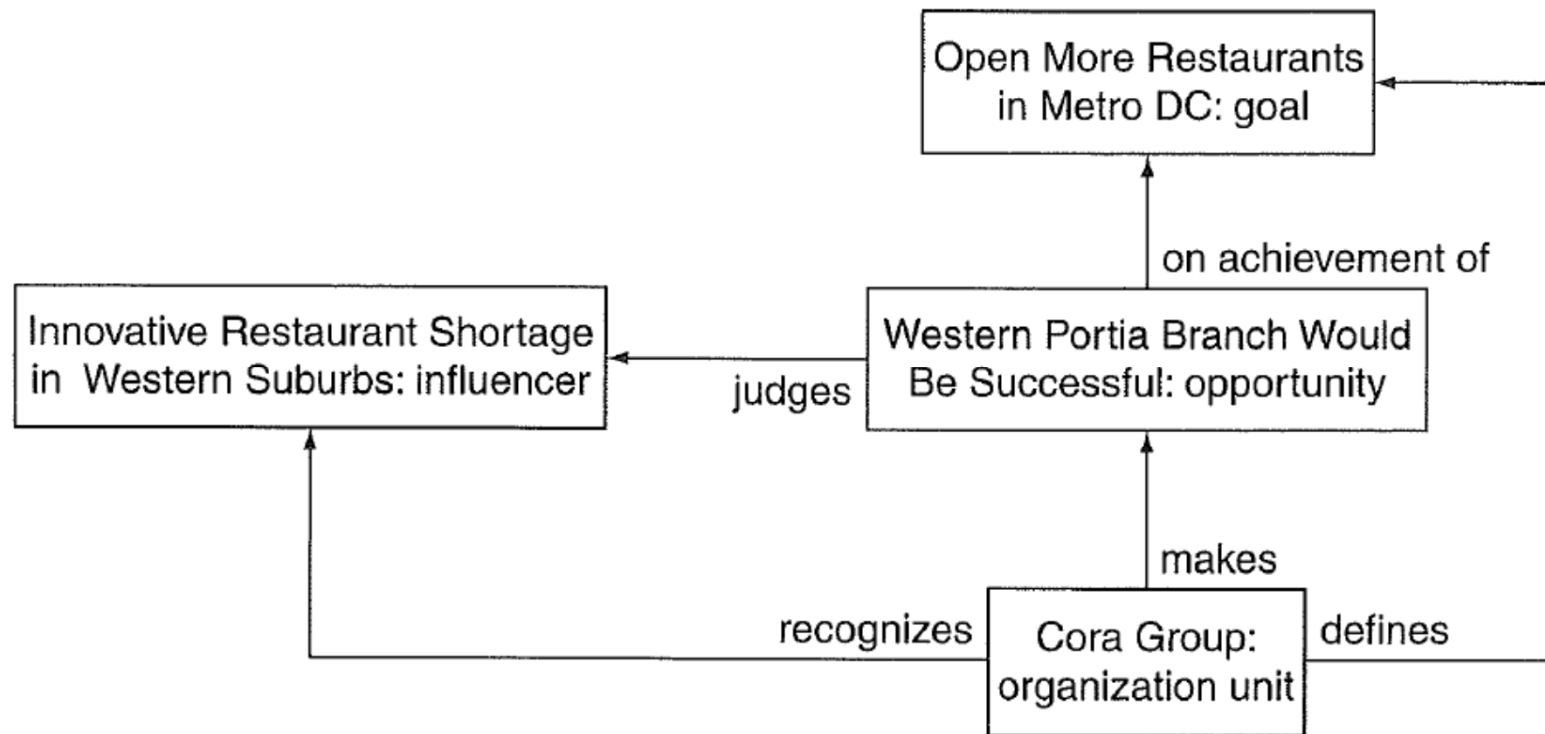 Open More Restaurants
in Metro DC: goal
on achievement of
Innovative Restaurant Shortage
in Western Suburbs: influencer
judges
Western Portia Branch Would
Be Successful: opportunity
makes
recognizes
Cora Group:
organization unit
defines